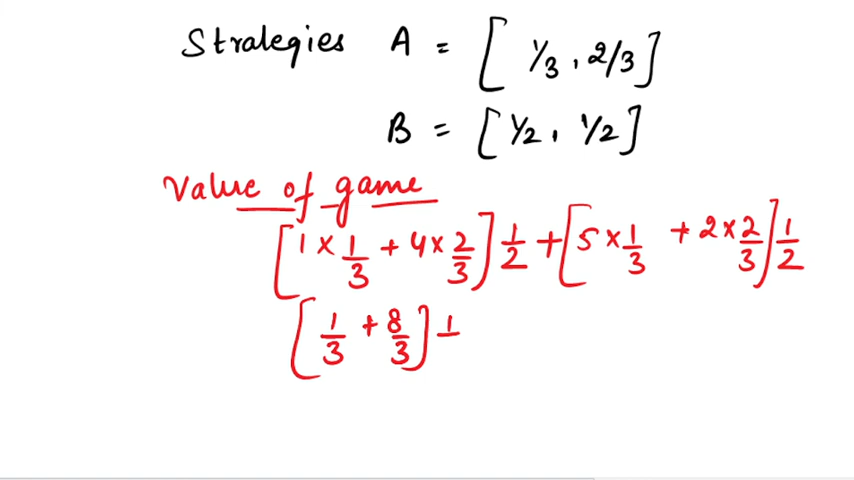 Stralegies A = [ 1/3 , 2/3 ]
B = [ 1/2 , 1/2 ]
Value of game
[ 1 × 1/3 + 4 × 2/3 ] 1/2 + [ 5 × 1/3 + 2 × 2/3 ] 1/2
[ 1/3 + 8/3 ] 1